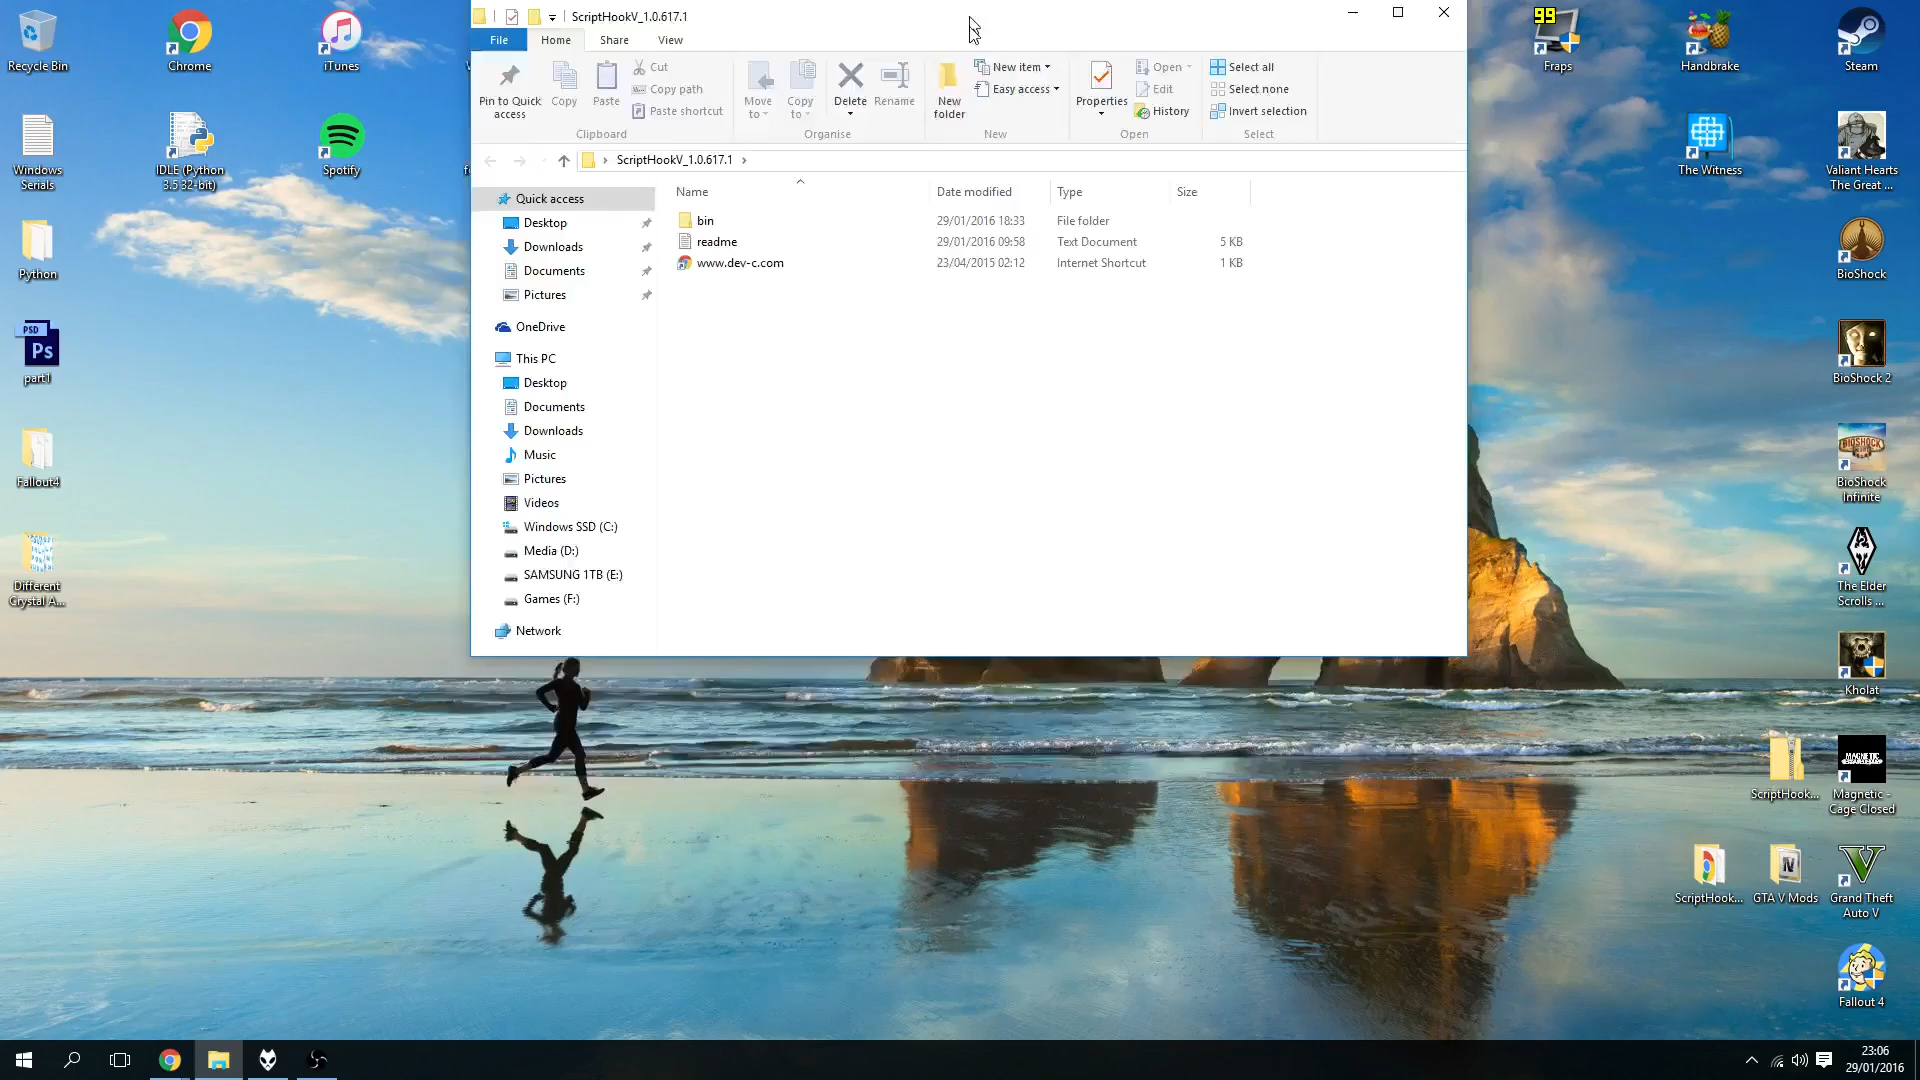 ScriptHookV_1.0.617.1
File
Home
Share
View
Pin to Quick
access
Copy
Paste
Cut
Copy path
Paste shortcut
Clipboard
Move
to
Copy
to
Delete
Rename
Organise
New
folder
New item
Easy access
New
Properties
Open
Edit
History
Open
Select all
Select none
Invert selection
Select
ScriptHookV_1.0.617.1
Name
Date modified
Type
Size
bin
29/01/2016 18:33
File folder
readme
29/01/2016 09:58
Text Document
5 KB
www.dev-c.com
23/04/2015 02:12
Internet Shortcut
1 KB
Quick access
Desktop
Downloads
Documents
Pictures
OneDrive
This PC
Desktop
Documents
Downloads
Music
Pictures
Videos
Windows SSD (C:)
Media (D:)
SAMSUNG 1TB (E:)
Games (F:)
Network
Recycle Bin
Chrome
iTunes
Windows
Serials
IDLE (Python
3.5 32-bit)
Spotify
Python
PSD
Ps
part1
Fallout4
Different
Crystal A...
99
Fraps
Handbrake
Steam
The Witness
Valiant Hearts
The Great ...
BioShock
BioShock 2
BIOSHOCK
BioShock
Infinite
The Elder
Scrolls ...
Kholat
ScriptHook...
Magnetic -
Cage Closed
ScriptHook...
GTA V Mods
Grand Theft
Auto V
Fallout 4
23:06
29/01/2016